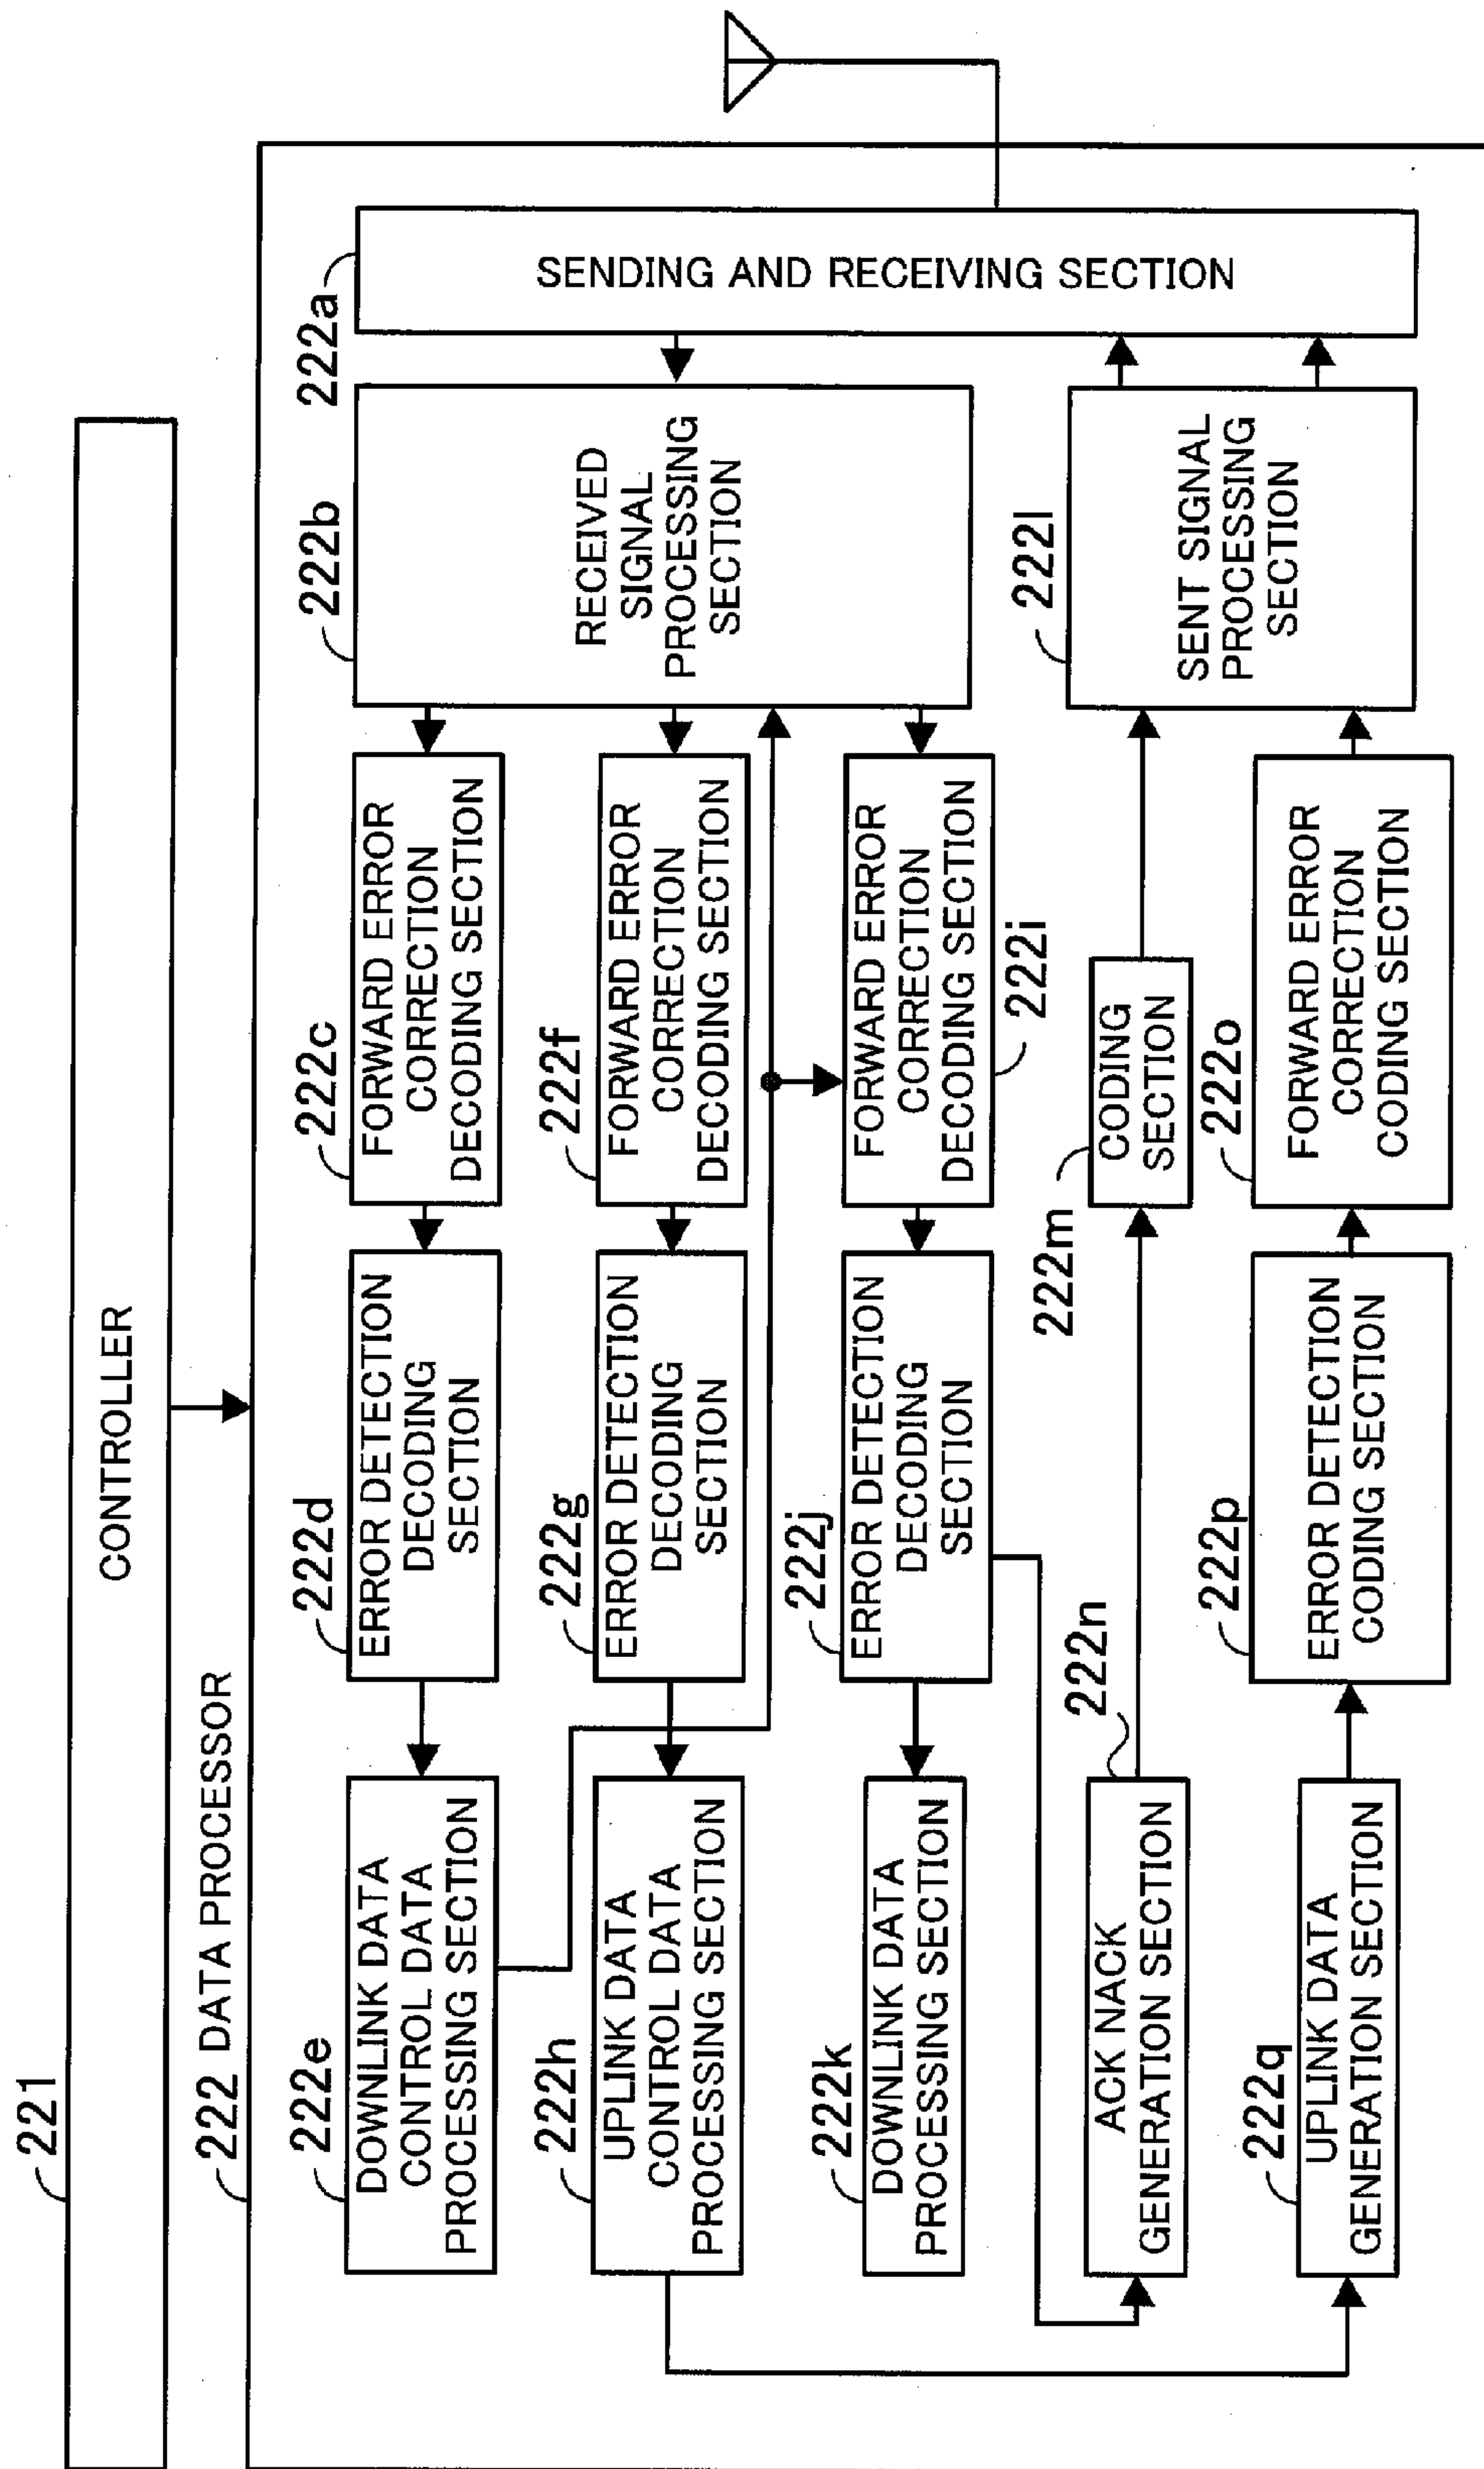 221
CONTROLLER
222 DATA PROCESSOR
222e
DOWNLINK DATA
CONTROL DATA
PROCESSING SECTION
222d
ERROR DETECTION
DECODING
SECTION
222c
FORWARD ERROR
CORRECTION
DECODING SECTION
222b
RECEIVED
SIGNAL
PROCESSING
SECTION
222a
SENDING AND RECEIVING SECTION
222h
UPLINK DATA
CONTROL DATA
PROCESSING SECTION
222g
ERROR DETECTION
DECODING
SECTION
222f
FORWARD ERROR
CORRECTION
DECODING SECTION
222k
DOWNLINK DATA
PROCESSING SECTION
222j
ERROR DETECTION
DECODING
SECTION
FORWARD ERROR
CORRECTION
DECODING SECTION
222i
ACK NACK
GENERATION SECTION
222n
222m
CODING
SECTION
222l
SENT SIGNAL
PROCESSING
SECTION
222q
UPLINK DATA
GENERATION SECTION
222p
ERROR DETECTION
CODING SECTION
222o
FORWARD ERROR
CORRECTION
CODING SECTION